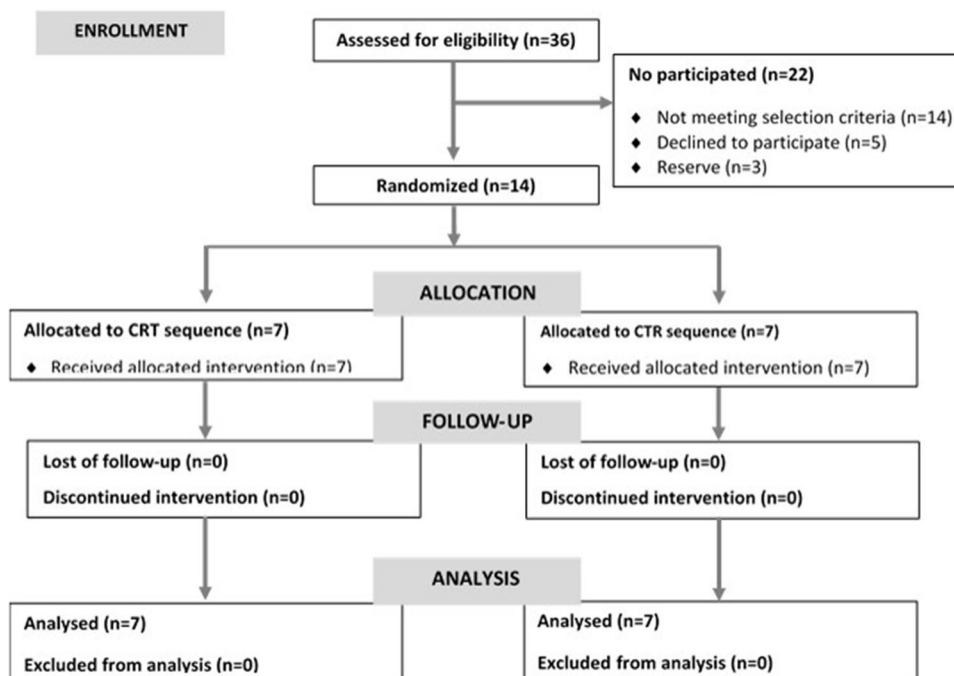 ENROLLMENT
Assessed for eligibility (n=36)
No participated (n=22)
♦ Not meeting selection criteria (n=14)
♦ Declined to participate (n=5)
♦ Reserve (n=3)
Randomized (n=14)
ALLOCATION
Allocated to CRT sequence (n=7)
♦ Received allocated intervention (n=7)
Allocated to CTR sequence (n=7)
♦ Received allocated intervention (n=7)
FOLLOW-UP
Lost of follow-up (n=0)
Discontinued intervention (n=0)
Lost of follow-up (n=0)
Discontinued intervention (n=0)
ANALYSIS
Analysed (n=7)
Excluded from analysis (n=0)
Analysed (n=7)
Excluded from analysis (n=0)